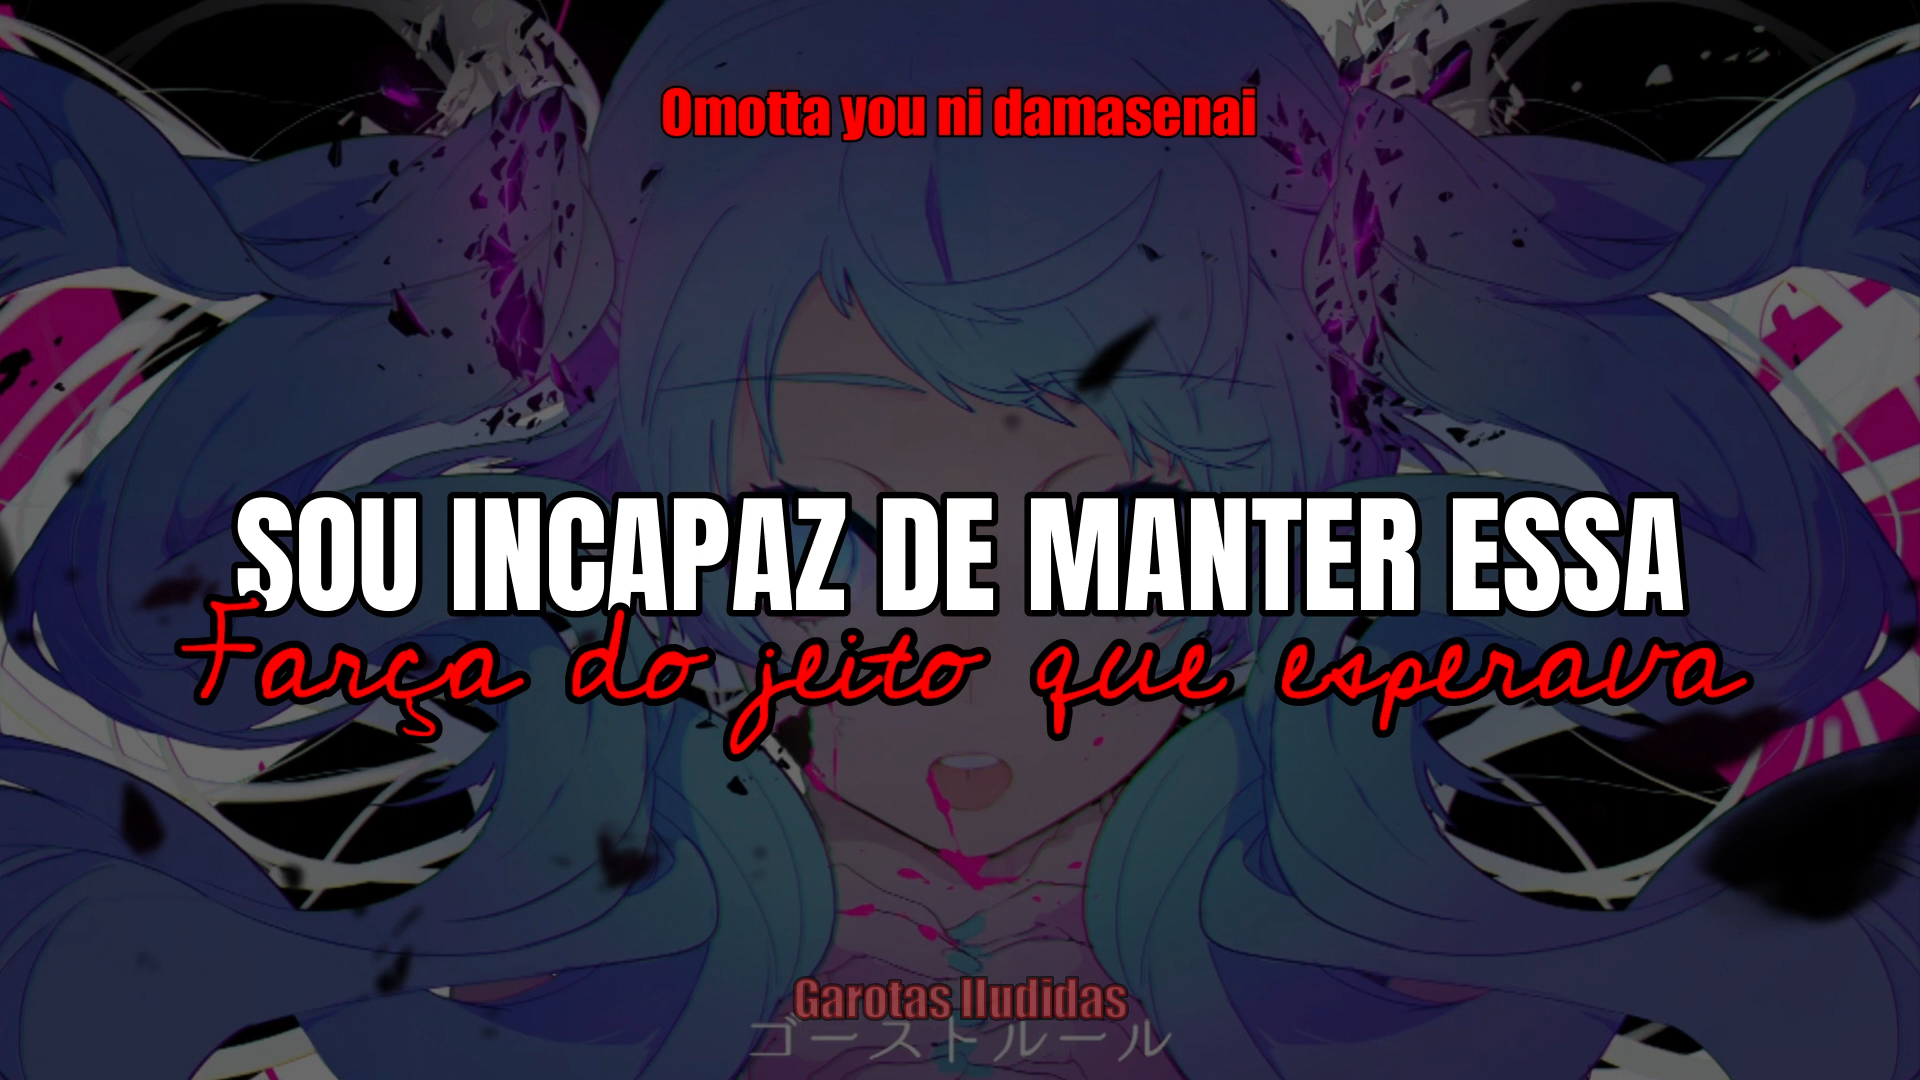 Omotta you ni damasenai
SOU INCAPAZ DE MANTER ESSA
Farça do jeito que esperava
Garotas Iludidas
ゴーストルール